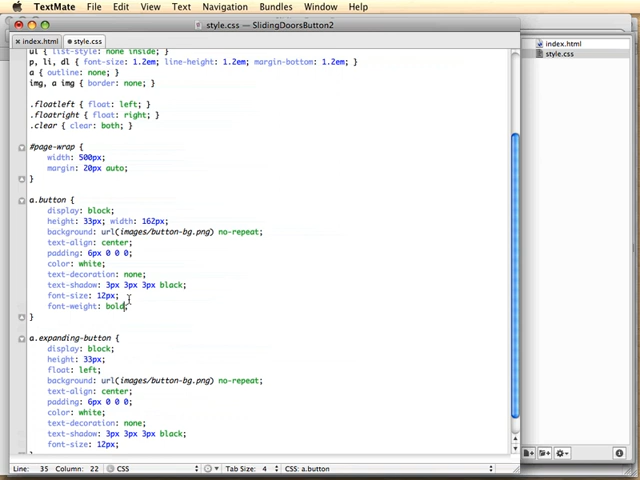 TextMate File Edit View Text Navigation Bundles Window Help
style.css — SlidingDoorsButton2
index.html style.css
ul { list-style: none inside; }
p, li, dl { font-size: 1.2em; line-height: 1.2em; margin-bottom: 1.2em; }
a { outline: none; }
img, a img { border: none; }
.floatleft { float: left; }
.floatright { float: right; }
.clear { clear: both; }
#page-wrap {
width: 500px;
margin: 20px auto;
}
a.button {
display: block;
height: 33px; width: 162px;
background: url(images/button-bg.png) no-repeat;
text-align: center;
padding: 6px 0 0 0;
color: white;
text-decoration: none;
text-shadow: 3px 3px 3px black;
font-size: 12px;
font-weight: bold;
}
a.expanding-button {
display: block;
height: 33px;
float: left;
background: url(images/button-bg.png) no-repeat;
text-align: center;
padding: 6px 0 0 0;
color: white;
text-decoration: none;
text-shadow: 3px 3px 3px black;
font-size: 12px;
Line: 35 Column: 22 CSS Tab Size: 4 CSS: a.button
index.html
style.css